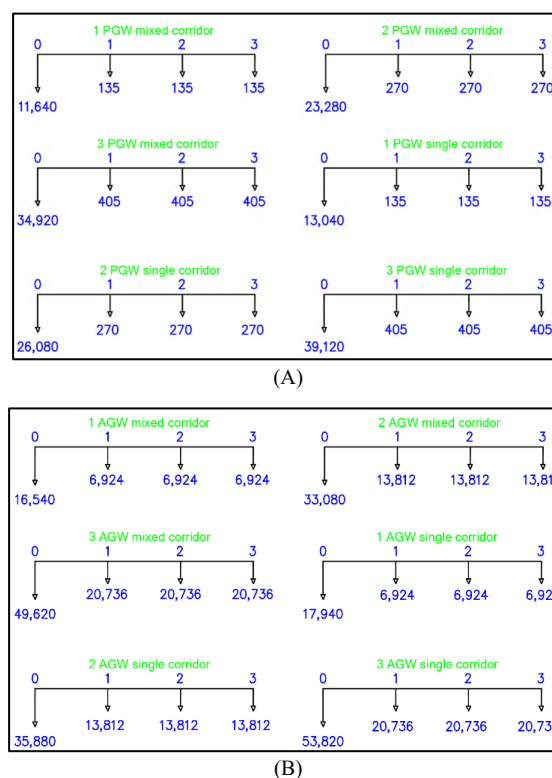 1 PGW mixed corridor 2 PGW mixed corridor
0 1 2 3 0 1 2 3
135 135 135 270 270 270
11,640 23,280
3 PGW mixed corridor 1 PGW single corridor
0 1 2 3 0 1 2 3
405 405 405 135 135 135
34,920 13,040
2 PGW single corridor 3 PGW single corridor
0 1 2 3 0 1 2 3
270 270 270 405 405 405
26,080 39,120
(A)
1 AGW mixed corridor 2 AGW mixed corridor
0 1 2 3 0 1 2 3
6,924 6,924 6,924 13,812 13,812 13,81
16,540 33,080
3 AGW mixed corridor 1 AGW single corridor
0 1 2 3 0 1 2 3
20,736 20,736 20,736 6,924 6,924 6,92
49,620 17,940
2 AGW single corridor 3 AGW single corridor
0 1 2 3 0 1 2 3
13,812 13,812 13,812 20,736 20,736 20,73
35,880 53,820
(B)